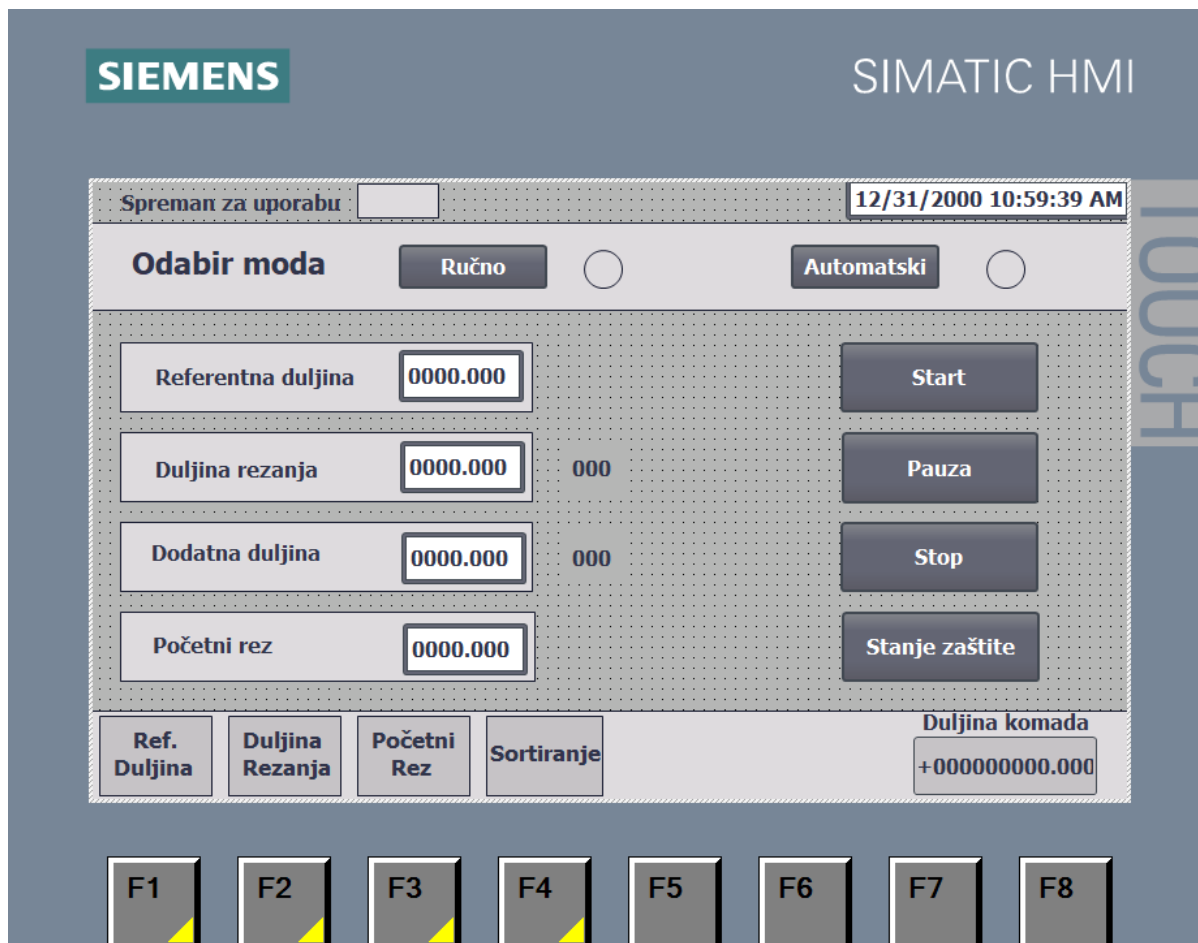 SIEMENS
SIMATIC HMI
TOUCH
Spreman za uporabu
12/31/2000 10:59:39 AM
Odabir moda
Ručno
Automatski
Referentna duljina
0000.000
Start
Duljina rezanja
0000.000
000
Pauza
Dodatna duljina
0000.000
000
Stop
Početni rez
0000.000
Stanje zaštite
Ref.
Duljina
Duljina
Rezanja
Početni
Rez
Sortiranje
Duljina komada
+000000000.000
F1
F2
F3
F4
F5
F6
F7
F8